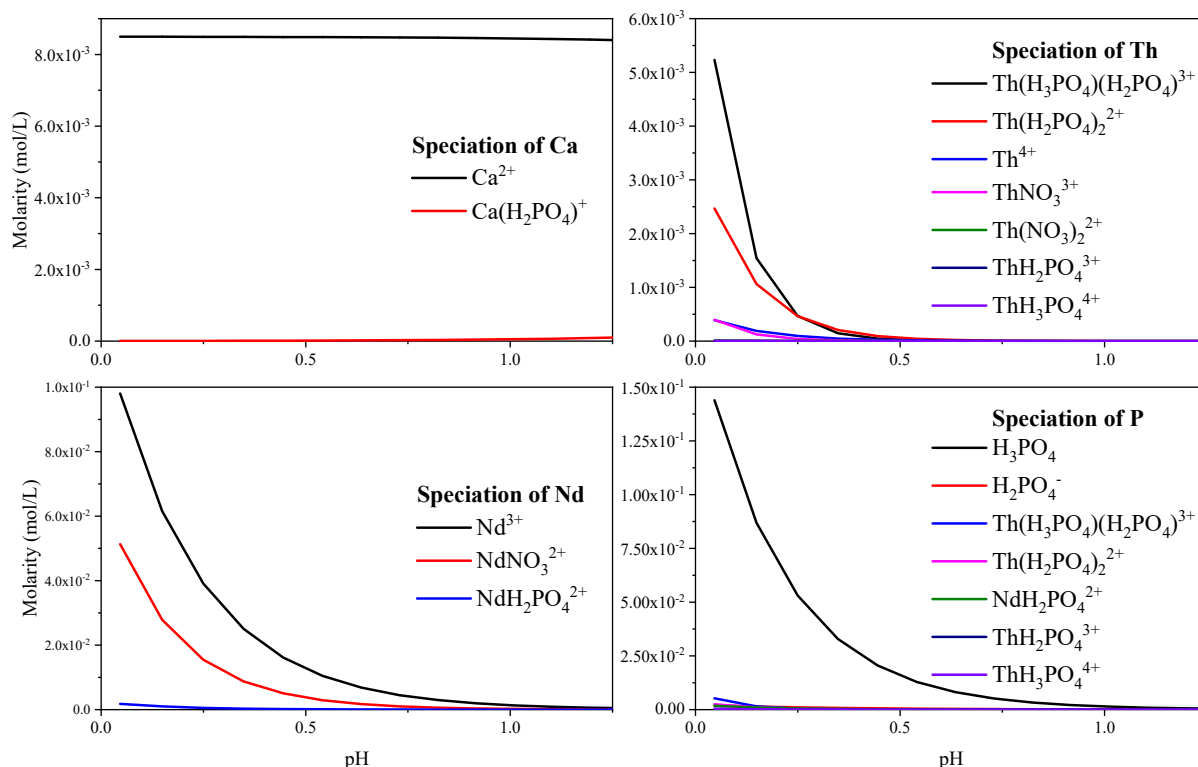 Molarity (mol/L)
8.0x10⁻³
6.0x10⁻³
4.0x10⁻³
2.0x10⁻³
0.0
0.0
0.5
1.0
Speciation of Ca
Ca²⁺
Ca(H₂PO₄)⁺
6.0x10⁻³
5.0x10⁻³
4.0x10⁻³
3.0x10⁻³
2.0x10⁻³
1.0x10⁻³
0.0
0.0
0.5
1.0
Speciation of Th
Th(H₃PO₄)(H₂PO₄)³⁺
Th(H₂PO₄)₂²⁺
Th⁴⁺
ThNO₃³⁺
Th(NO₃)₂²⁺
ThH₂PO₄³⁺
ThH₃PO₄⁴⁺
Molarity (mol/L)
1.0x10⁻¹
8.0x10⁻²
6.0x10⁻²
4.0x10⁻²
2.0x10⁻²
0.0
0.0
0.5
1.0
pH
Speciation of Nd
Nd³⁺
NdNO₃²⁺
NdH₂PO₄²⁺
1.50x10⁻¹
1.25x10⁻¹
1.00x10⁻¹
7.50x10⁻²
5.00x10⁻²
2.50x10⁻²
0.00
0.0
0.5
1.0
pH
Speciation of P
H₃PO₄
H₂PO₄⁻
Th(H₃PO₄)(H₂PO₄)³⁺
Th(H₂PO₄)₂²⁺
NdH₂PO₄²⁺
ThH₂PO₄³⁺
ThH₃PO₄⁴⁺